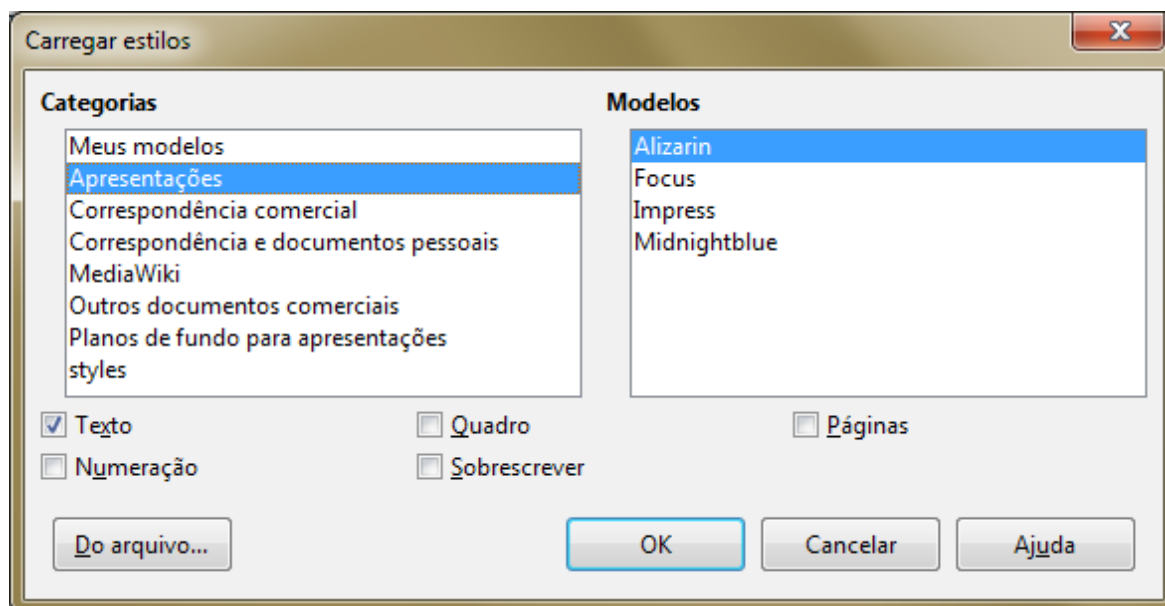 Carregar estilos
Categorias
Modelos
Meus modelos
Apresentações
Correspondência comercial
Correspondência e documentos pessoais
MediaWiki
Outros documentos comerciais
Planos de fundo para apresentações
styles
Alizarin
Focus
Impress
Midnightblue
Texto
Quadro
Páginas
Numeração
Sobrescrever
Do arquivo...
OK
Cancelar
Ajuda